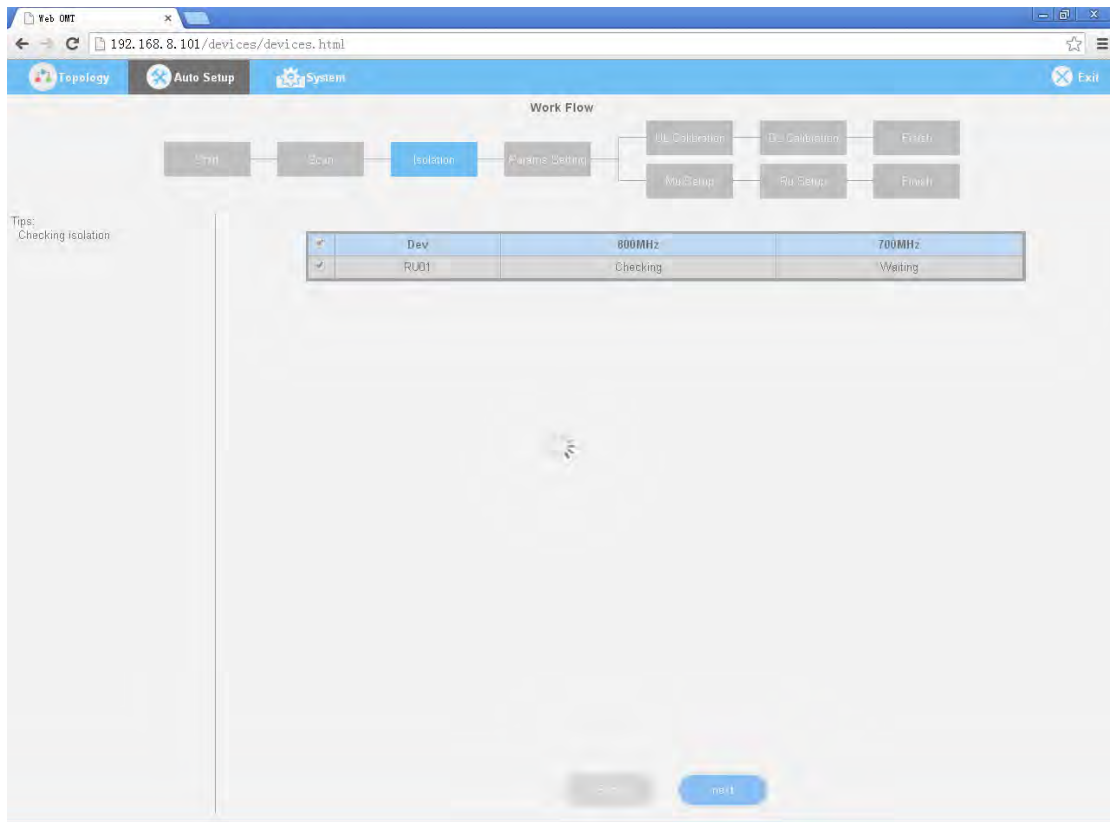 Web OMT
192.168.8.101/devices/devices.html
Topology Auto Setup System Exit
Work Flow
UL Calibration DL Calibration Finish
Start Scan Isolation Params Setting
Mu Setup Ru Setup Finish
Tips:
Checking isolation
Dev 800MHz 700MHz
RU01 Checking Waiting
next